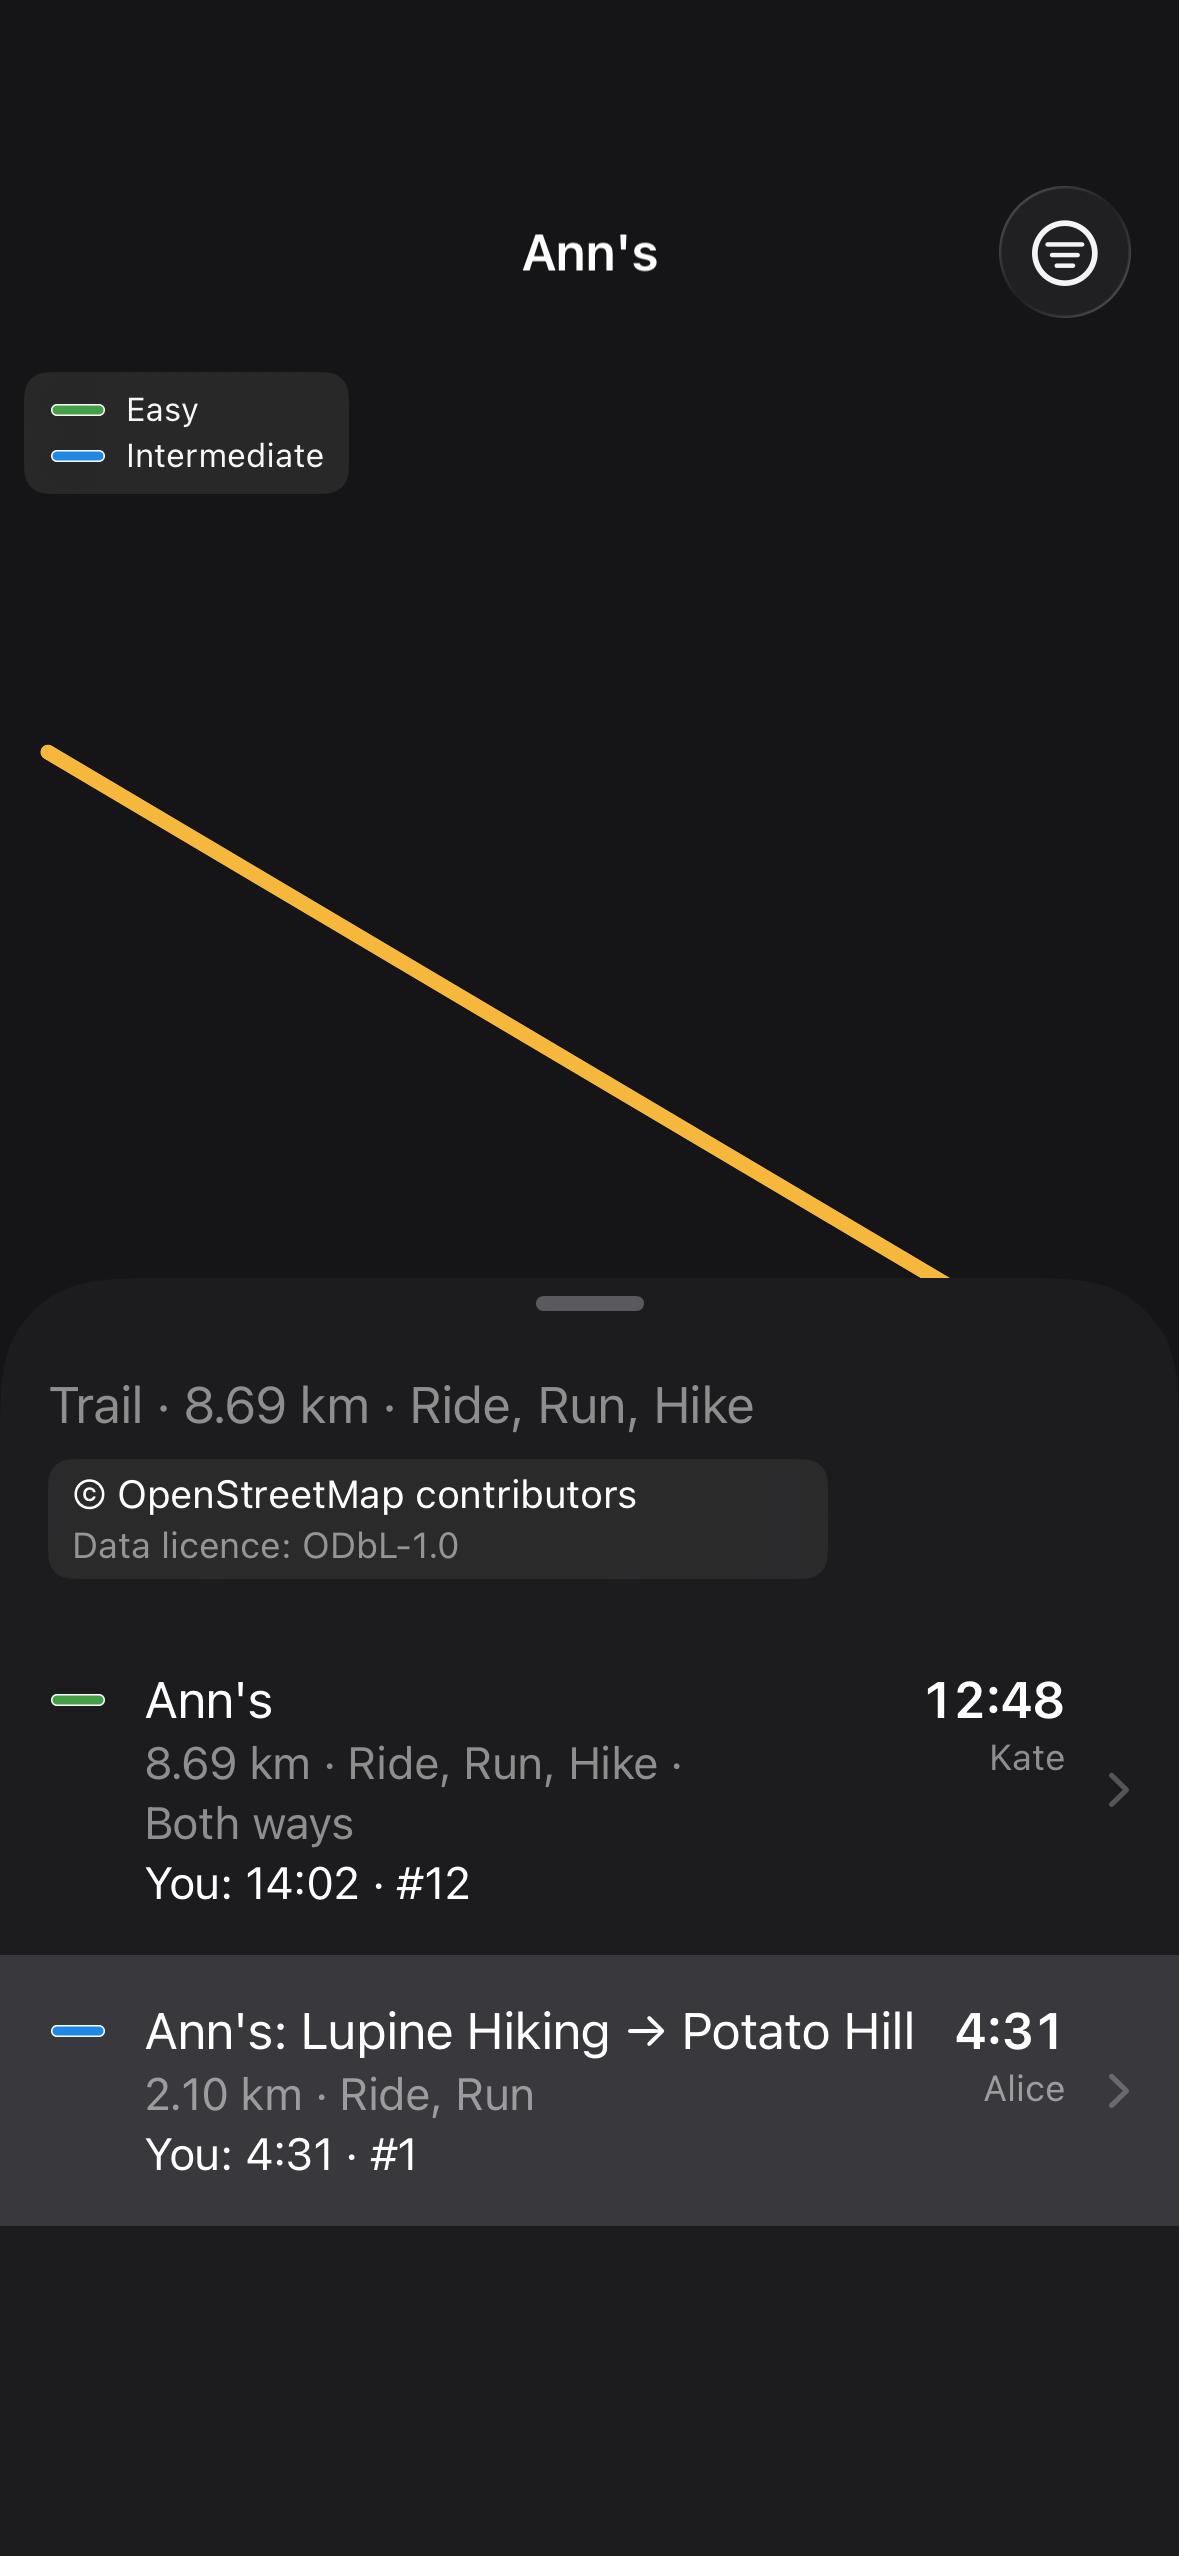 Ann's
Easy
Intermediate
Trail · 8.69 km · Ride, Run, Hike
© OpenStreetMap contributors
Data licence: ODbL-1.0
Ann's 12:48
8.69 km · Ride, Run, Hike · Kate
Both ways
You: 14:02 · #12
Ann's: Lupine Hiking → Potato Hill 4:31
2.10 km · Ride, Run Alice
You: 4:31 · #1